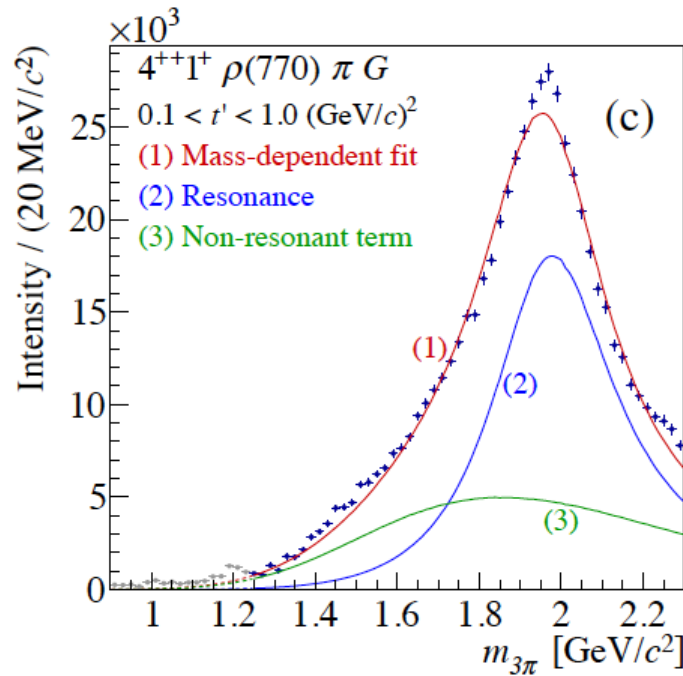 ×10³
4⁺⁺1⁺ ρ(770) π G
0.1 < t' < 1.0 (GeV/c)²
(c)
(1) Mass-dependent fit
(2) Resonance
(3) Non-resonant term
Intensity / (20 MeV/c²)
25
20
15
10
5
0
(1)
(2)
(3)
1 1.2 1.4 1.6 1.8 2 2.2
m₃π [GeV/c²]